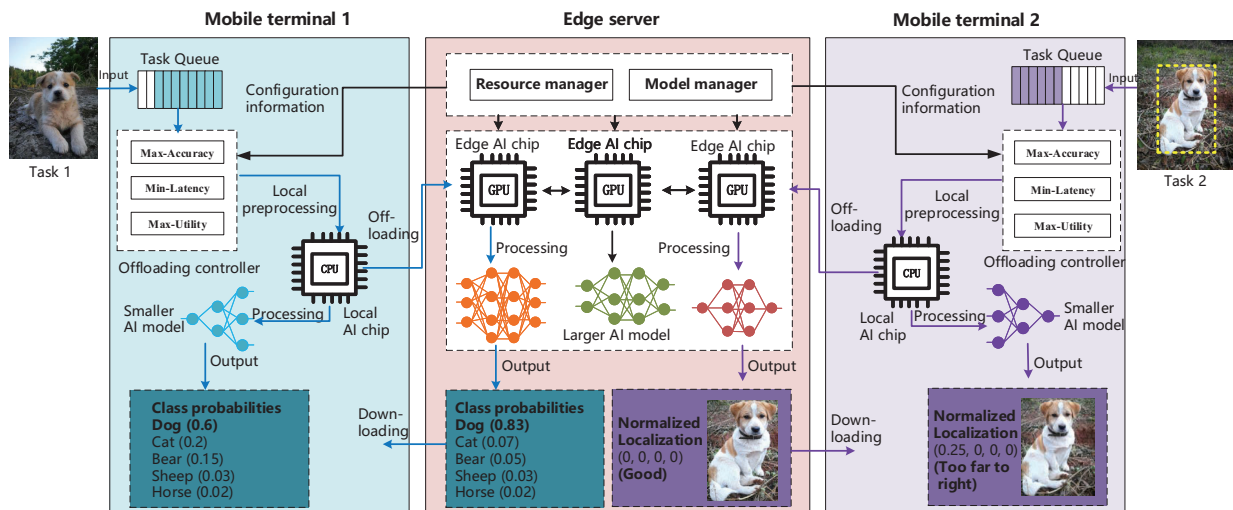 Mobile terminal 1
Edge server
Mobile terminal 2
Task 1
Input
Task Queue
Configuration
information
Max-Accuracy
Min-Latency
Max-Utility
Offloading controller
Local
preprocessing
CPU
Off-
loading
Local
AI chip
Processing
Smaller
AI model
Output
Class probabilities
Dog (0.6)
Cat (0.2)
Bear (0.15)
Sheep (0.03)
Horse (0.02)
Down-
loading
Resource manager
Model manager
Edge AI chip
Edge AI chip
Edge AI chip
GPU
GPU
GPU
Processing
Processing
Larger AI model
Output
Output
Class probabilities
Dog (0.83)
Cat (0.07)
Bear (0.05)
Sheep (0.03)
Horse (0.02)
Normalized
Localization
(0, 0, 0, 0)
(Good)
Down-
loading
Task Queue
Input
Task 2
Configuration
information
Max-Accuracy
Min-Latency
Max-Utility
Offloading controller
Local
preprocessing
Off-
loading
CPU
Local
AI chip
Processing
Smaller
AI model
Output
Normalized
Localization
(0.25, 0, 0, 0)
(Too far to
right)